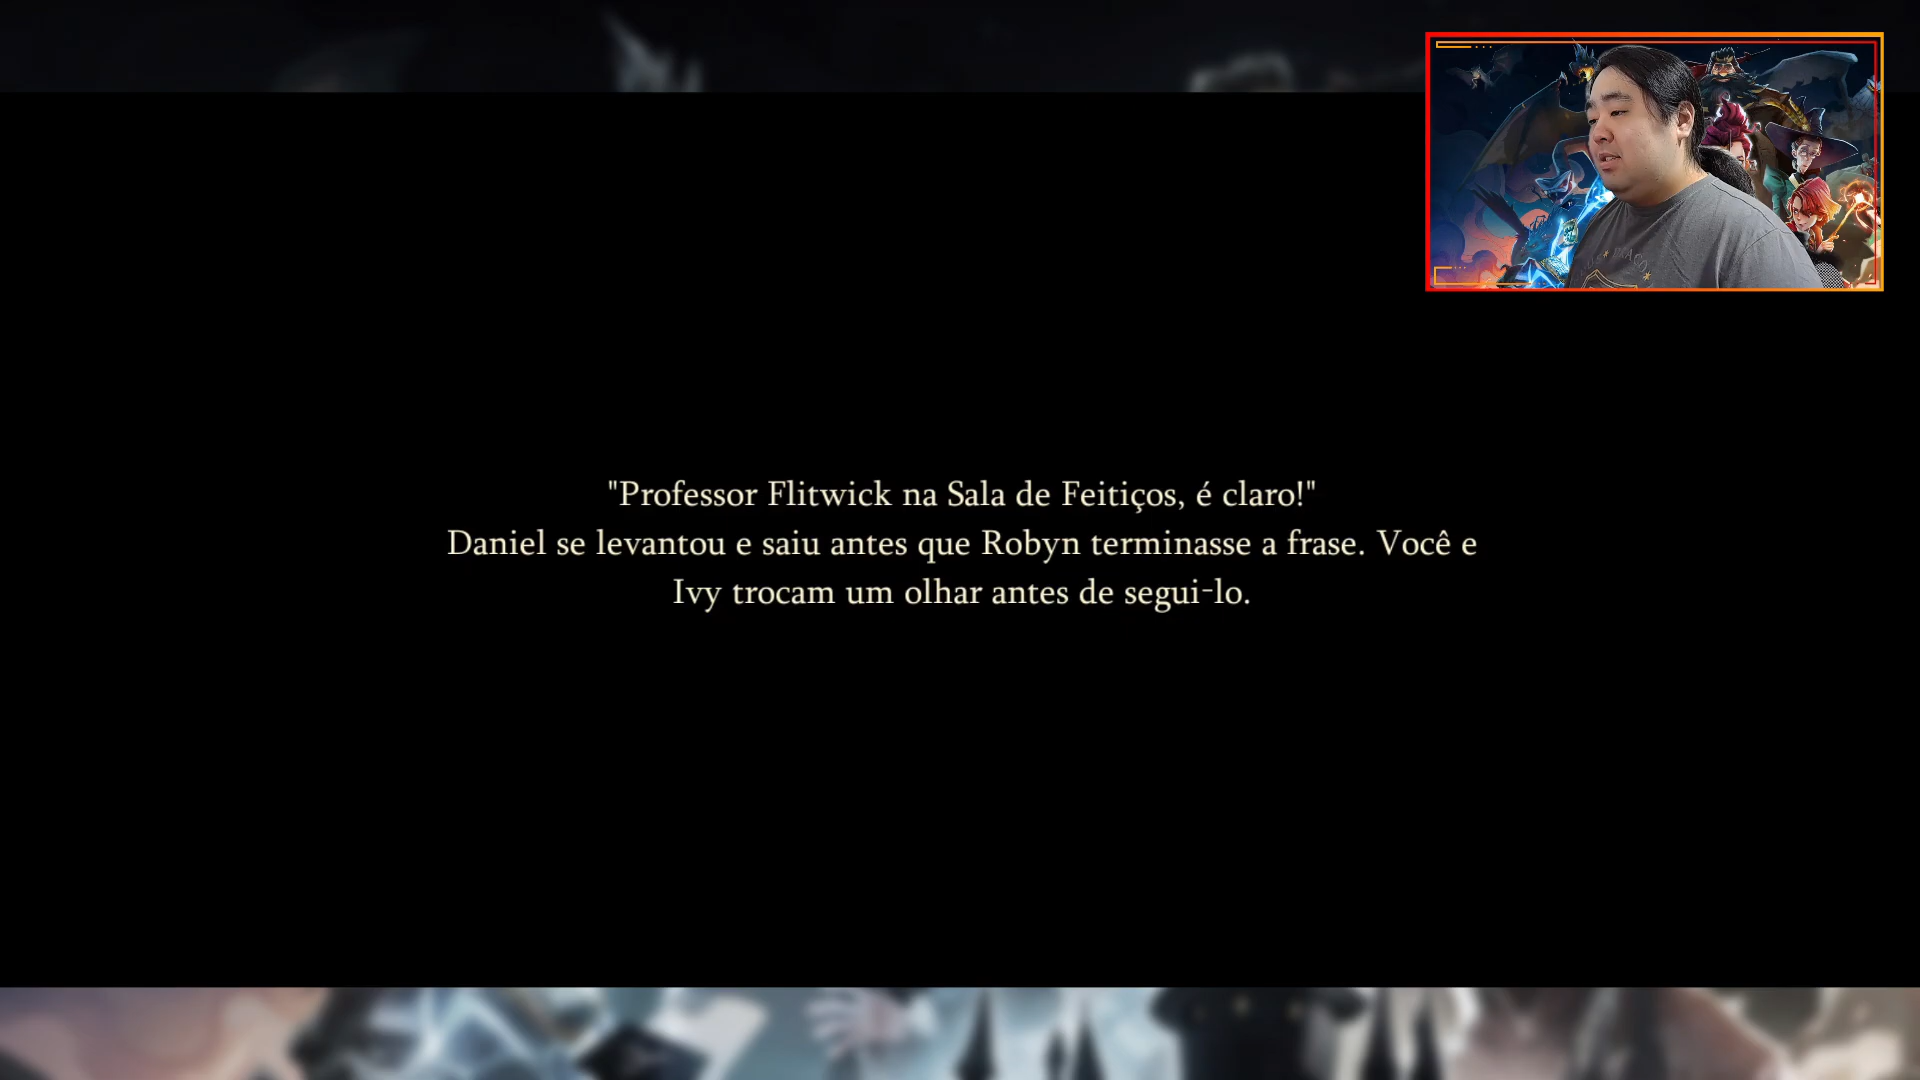 "Professor Flitwick na Sala de Feitiços, é claro!"
Daniel se levantou e saiu antes que Robyn terminasse a frase. Você e
Ivy trocam um olhar antes de segui-lo.